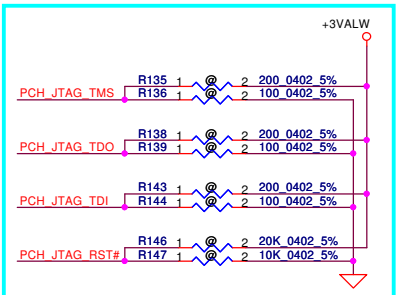 +3VALW
R135 1 @ 2 200_0402_5%
PCH_JTAG_TMS R136 1 @ 2 100_0402_5%
R138 1 @ 2 200_0402_5%
PCH_JTAG_TDO R139 1 @ 2 100_0402_5%
R143 1 @ 2 200_0402_5%
PCH_JTAG_TDI R144 1 @ 2 100_0402_5%
R146 1 @ 2 20K_0402_5%
PCH_JTAG_RST# R147 1 @ 2 10K_0402_5%